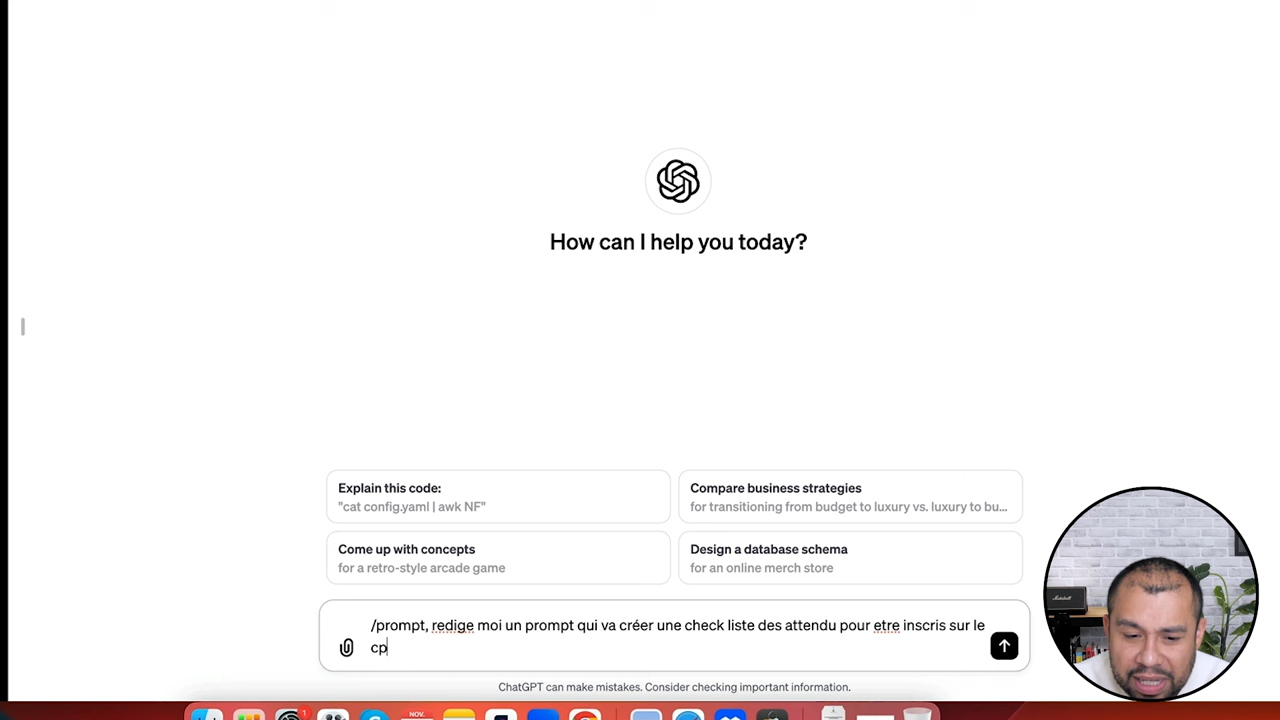 How can I help you today?
Explain this code:
"cat config.yaml | awk NF"
Compare business strategies
for transitioning from budget to luxury vs. luxury to bu...
Come up with concepts
for a retro-style arcade game
Design a database schema
for an online merch store
/prompt, redige moi un prompt qui va créer une check liste des attendu pour etre inscris sur le
cp
ChatGPT can make mistakes. Consider checking important information.
NOV.
1
Marshall